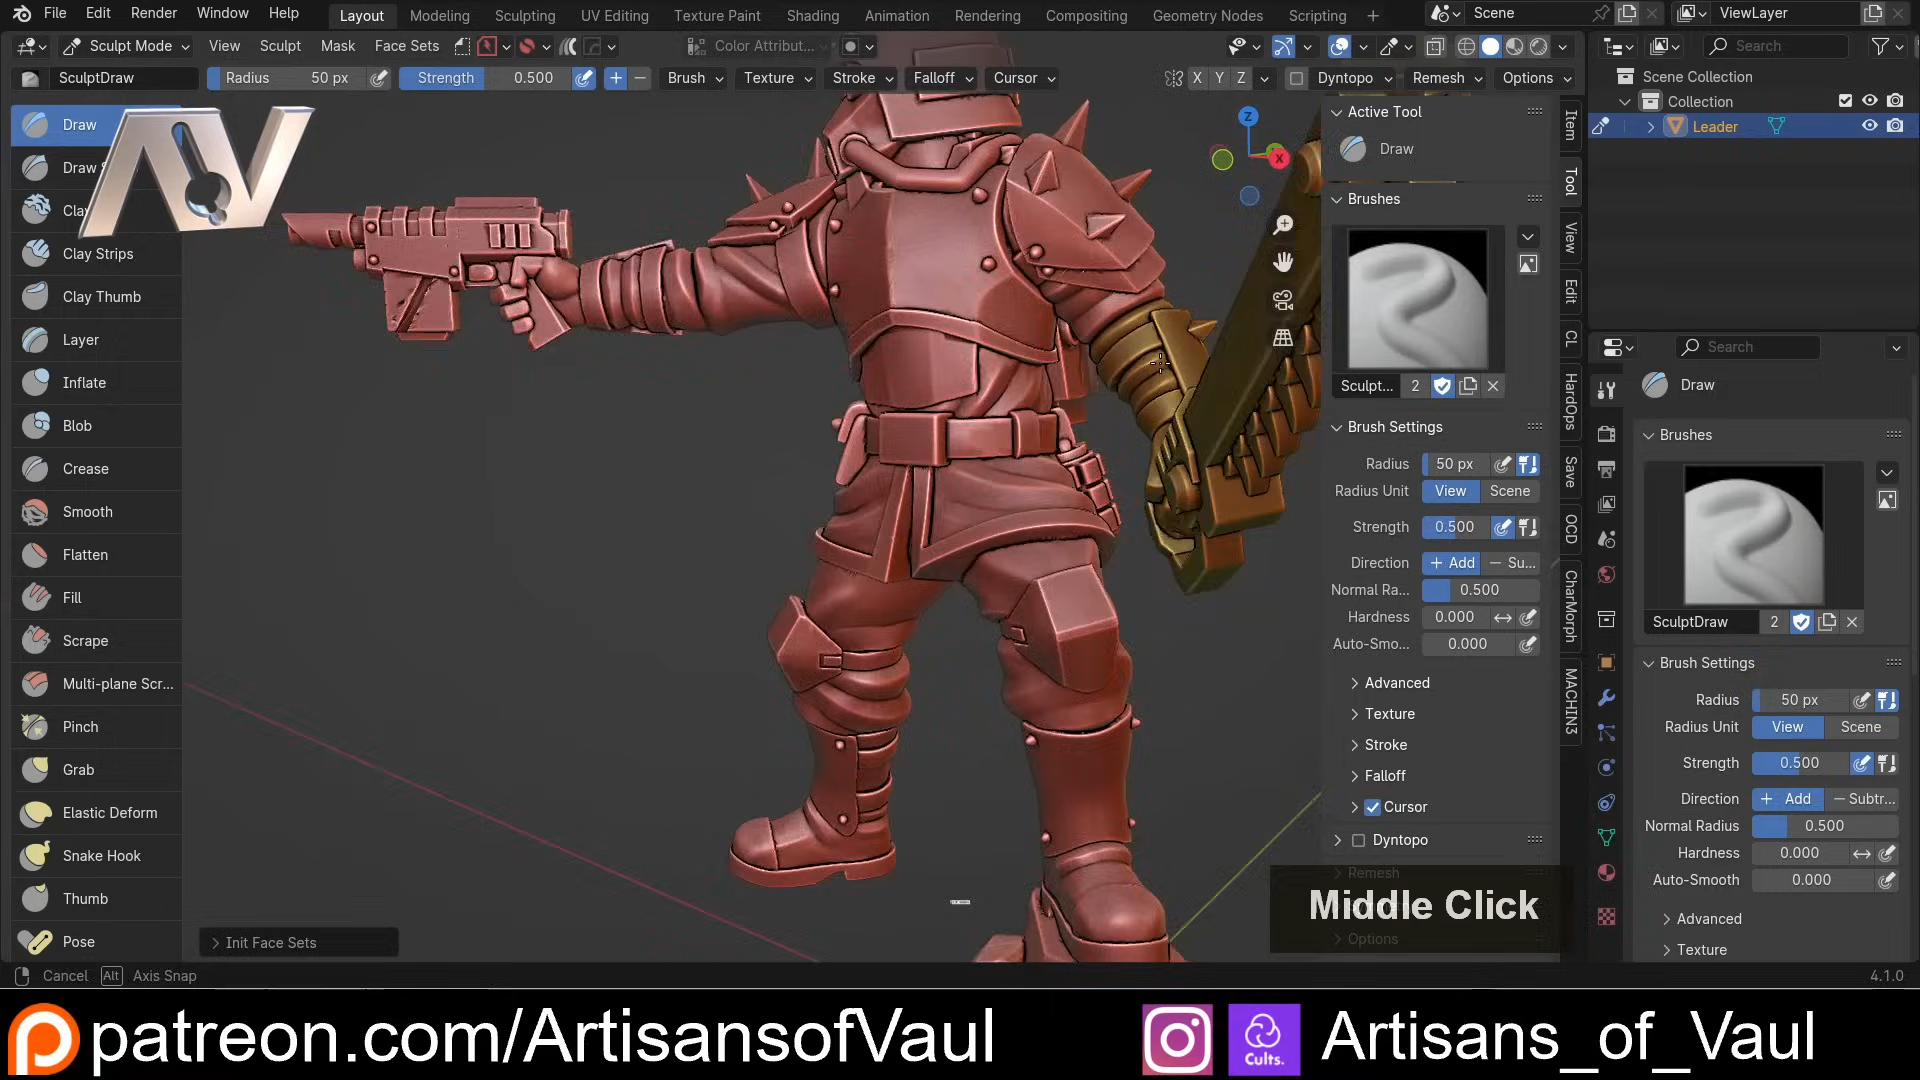 File Edit Render Window Help Layout Modeling Sculpting UV Editing Texture Paint Shading Animation Rendering Compositing Geometry Nodes Scripting + Scene ViewLayer
Sculpt Mode View Sculpt Mask Face Sets Color Attribut... Search
SculptDraw Radius 50 px Strength 0.500 Brush Texture Stroke Falloff Cursor X Y Z Dyntopo Remesh Options
Scene Collection
Collection
Leader
Draw
Draw
Cla
Clay Strips
Clay Thumb
Layer
Inflate
Blob
Crease
Smooth
Flatten
Fill
Scrape
Multi-plane Scr...
Pinch
Grab
Elastic Deform
Snake Hook
Thumb
Pose
AV
Z
X
Init Face Sets
Active Tool
Draw
Brushes
Sculpt... 2
Brush Settings
Radius 50 px
Radius Unit View Scene
Strength 0.500
Direction + Add − Su...
Normal Ra... 0.500
Hardness 0.000
Auto-Smo... 0.000
Advanced
Texture
Stroke
Falloff
Cursor
Dyntopo
Remesh
Options
Middle Click
Item
Tool
View
Edit
CL
HardOps
Save
OCD
CharMorph
MACHIN3
Search
Draw
Brushes
SculptDraw 2
Brush Settings
Radius 50 px
Radius Unit View Scene
Strength 0.500
Direction + Add − Subtr...
Normal Radius 0.500
Hardness 0.000
Auto-Smooth 0.000
Advanced
Texture
Cancel Alt Axis Snap 4.1.0
patreon.com/ArtisansofVaul
Cults.
Artisans_of_Vaul